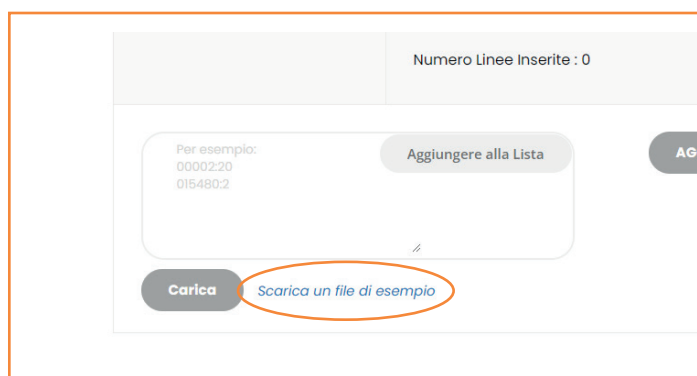 Numero Linee Inserite : 0
Per esempio:
00002:20
015480:2
Aggiungere alla Lista
AG
Carica
Scarica un file di esempio